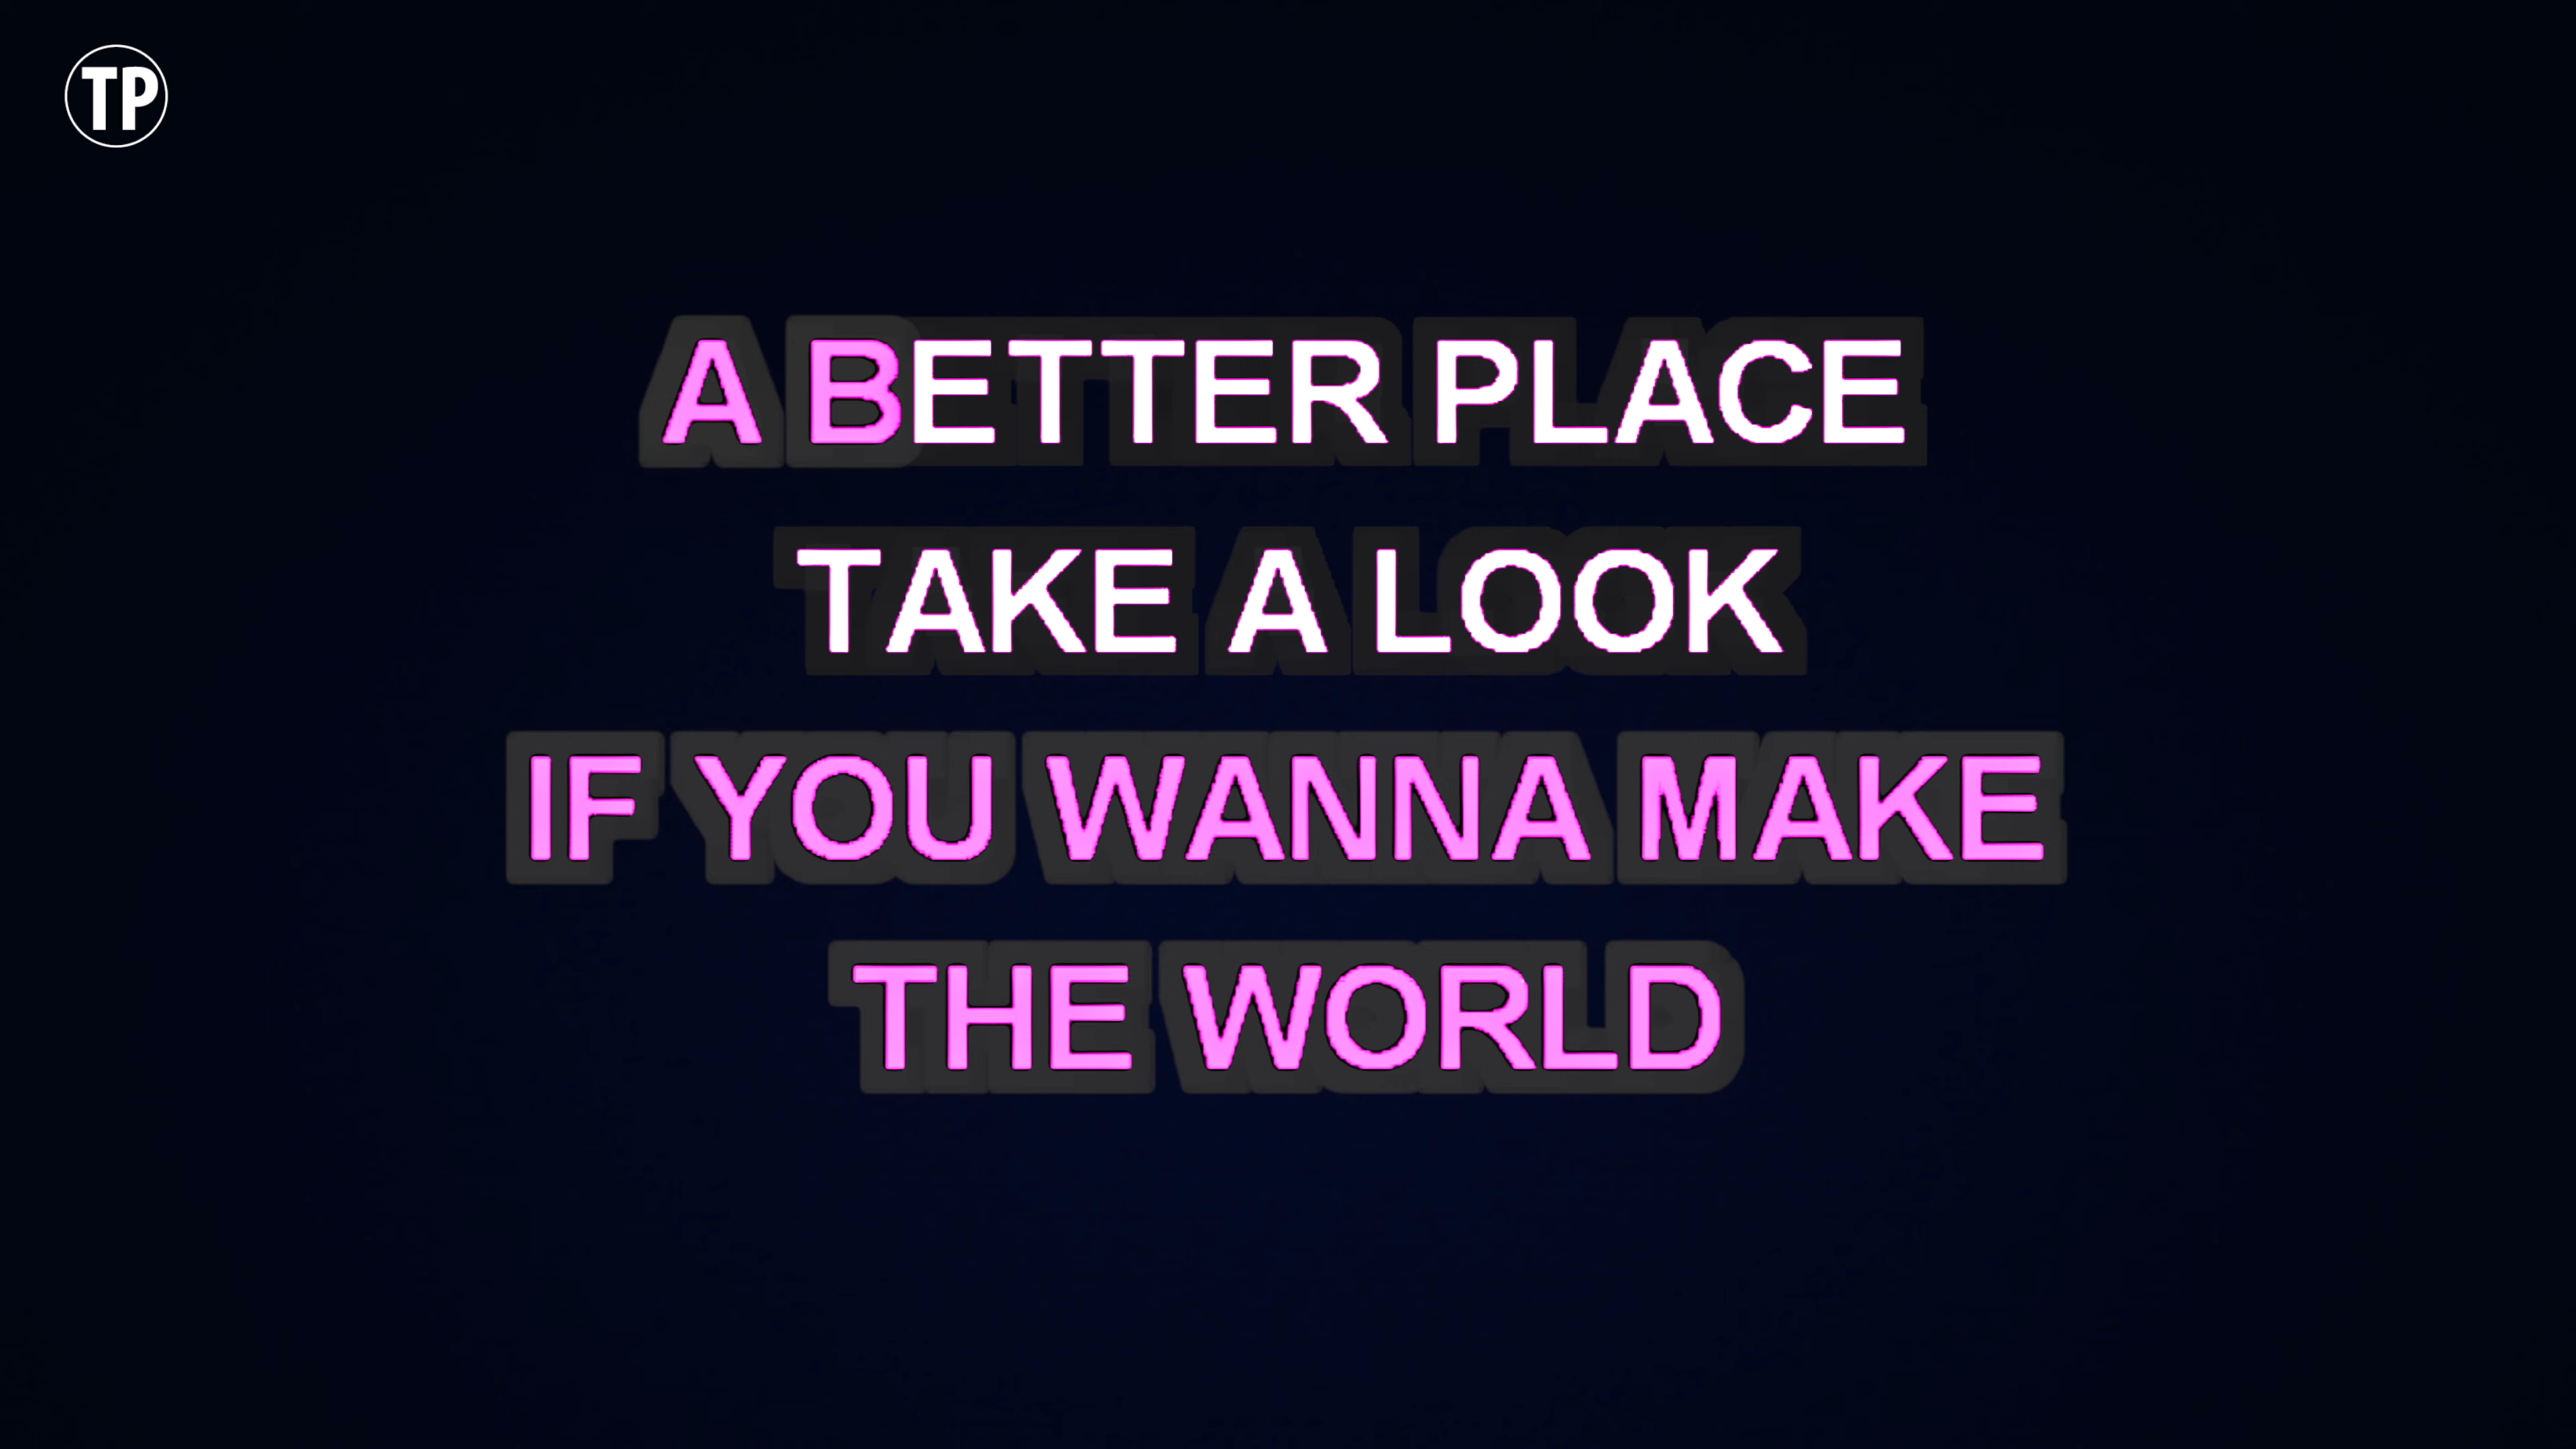 TP
A BETTER PLACE
TAKE A LOOK
IF YOU WANNA MAKE
THE WORLD